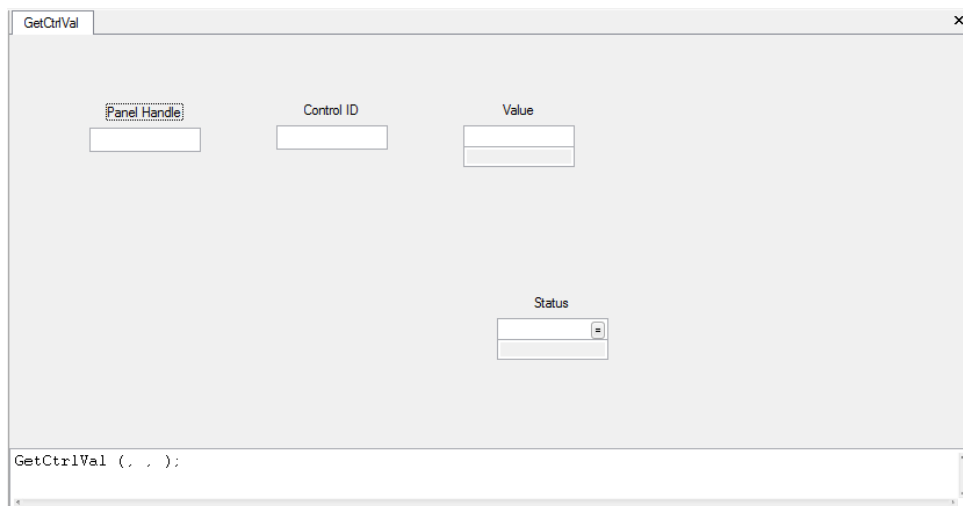 GetCtrlVal
Panel Handle
Control ID
Value
Status
=
GetCtrlVal (, , );